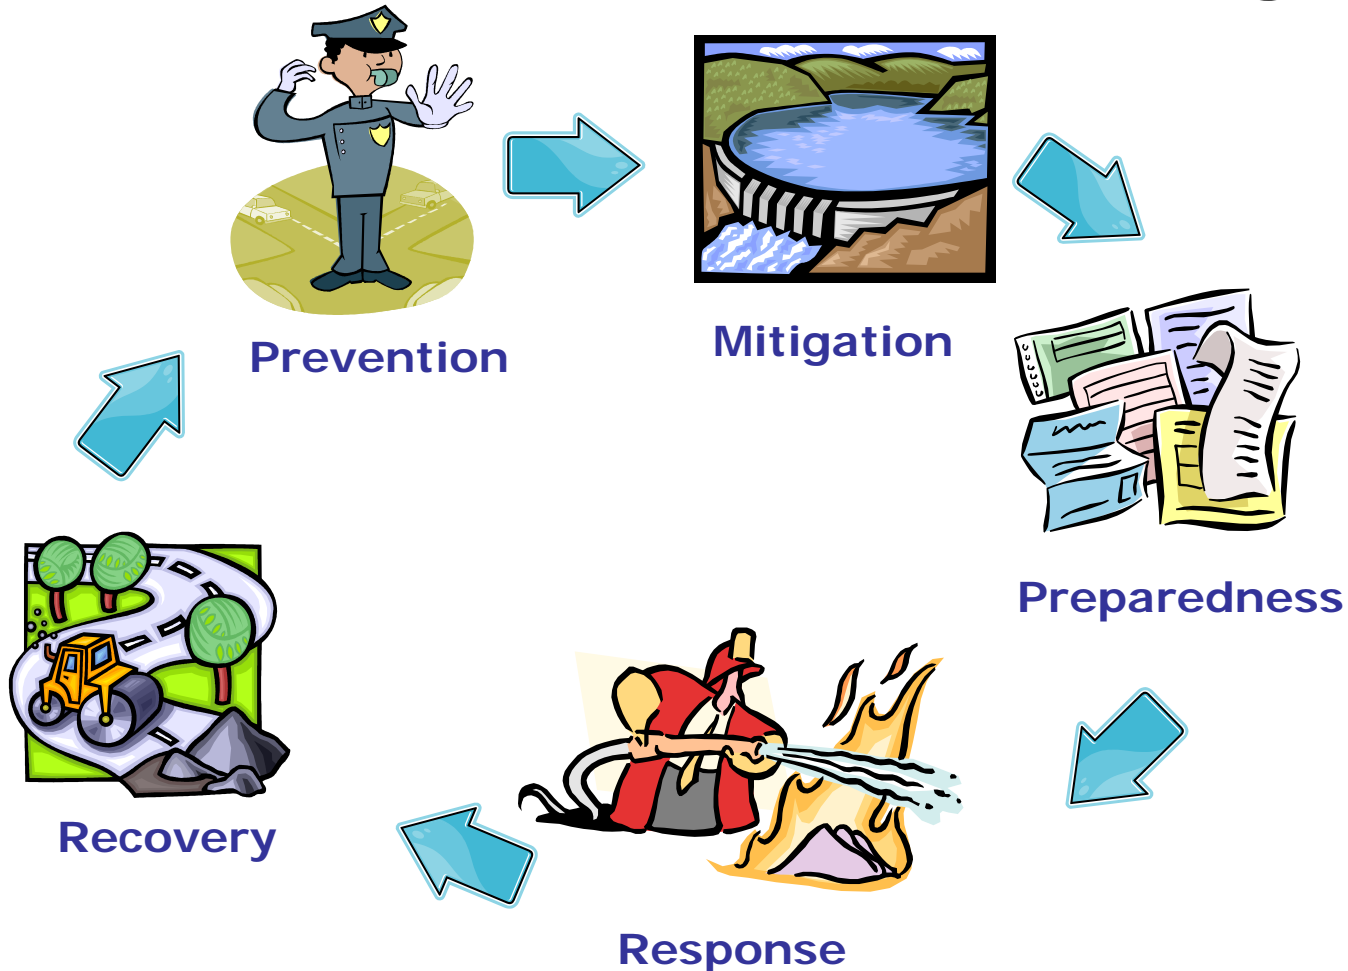 Prevention
Mitigation
Preparedness
Response
Recovery